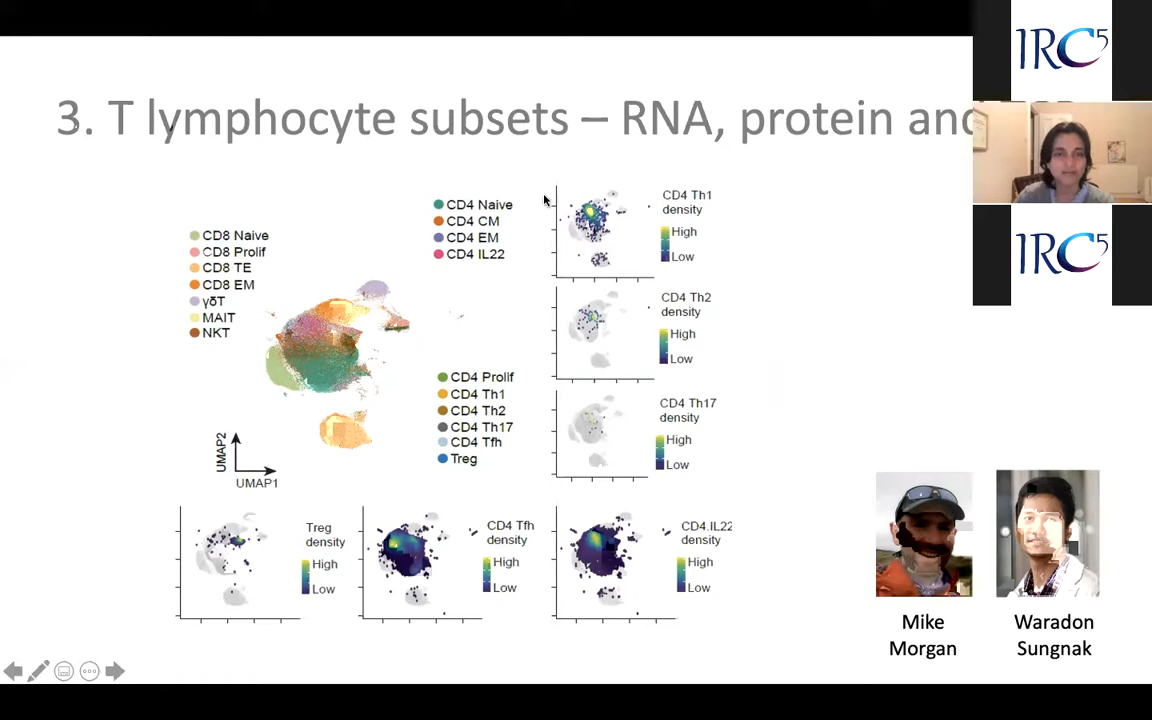 IRC5
3. T lymphocyte subsets – RNA, protein and
IRC5
CD8 Naive
CD8 Prolif
CD8 TE
CD8 EM
γδT
MAIT
NKT
CD4 Naive
CD4 CM
CD4 EM
CD4 IL22
CD4 Prolif
CD4 Th1
CD4 Th2
CD4 Th17
CD4 Tfh
Treg
UMAP2
UMAP1
CD4 Th1
density
High
Low
CD4 Th2
density
High
Low
CD4 Th17
density
High
Low
Treg
density
High
Low
CD4 Tfh
density
High
Low
CD4.IL22
density
High
Low
Mike
Morgan
Waradon
Sungnak